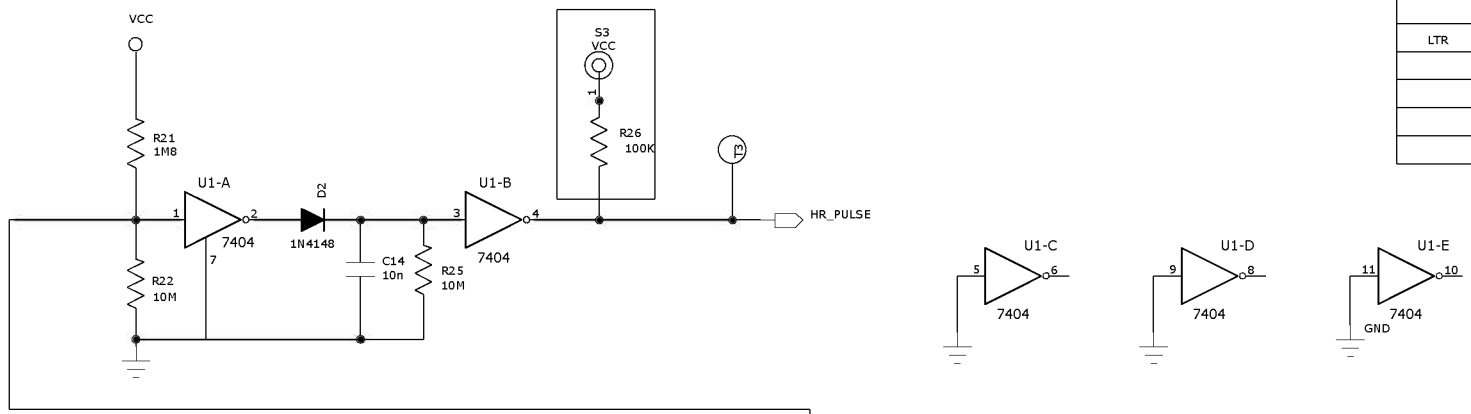 VCC
S3
VCC
LTR
1
R21
1M8
R26
100K
T3
U1-A
D2
U1-B
1
2
3
4
HR_PULSE
7404
1N4148
7404
7
C14
10n
R25
10M
R22
10M
U1-C
U1-D
U1-E
5
6
9
8
11
10
7404
7404
7404
GND